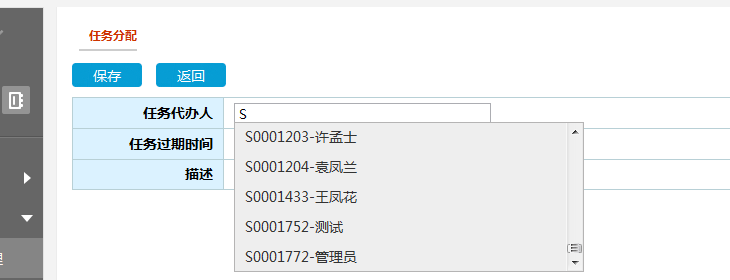 任务分配
保存 返回
任务代办人 S
任务过期时间
描述
S0001203-许孟士
S0001204-袁凤兰
S0001433-王凤花
S0001752-测试
S0001772-管理员
理